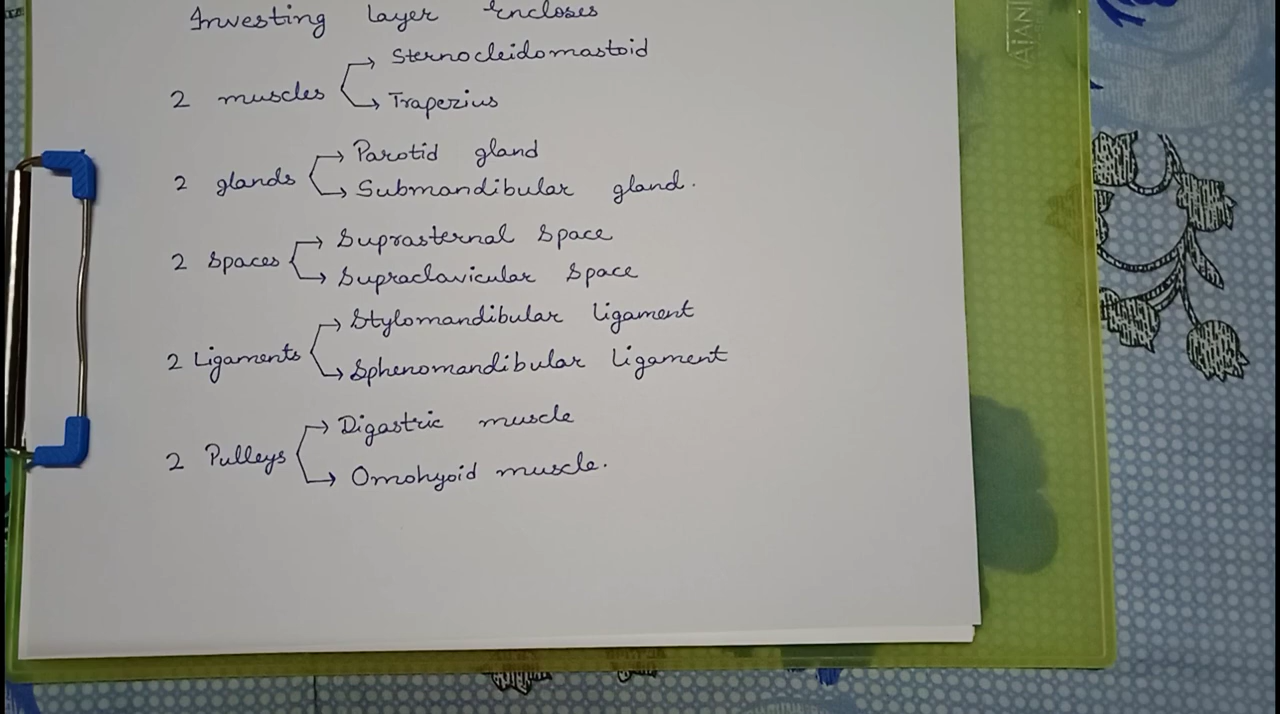 Investing layer Encloses
2 muscles → Sternocleidomastoid
→ Trapezius
2 glands → Parotid gland
→ Submandibular gland.
2 Spaces → Suprasternal Space
→ Supraclavicular Space
2 Ligaments → Stylomandibular ligament
→ Sphenomandibular ligament
2 Pulleys → Digastric muscle
→ Omohyoid muscle.